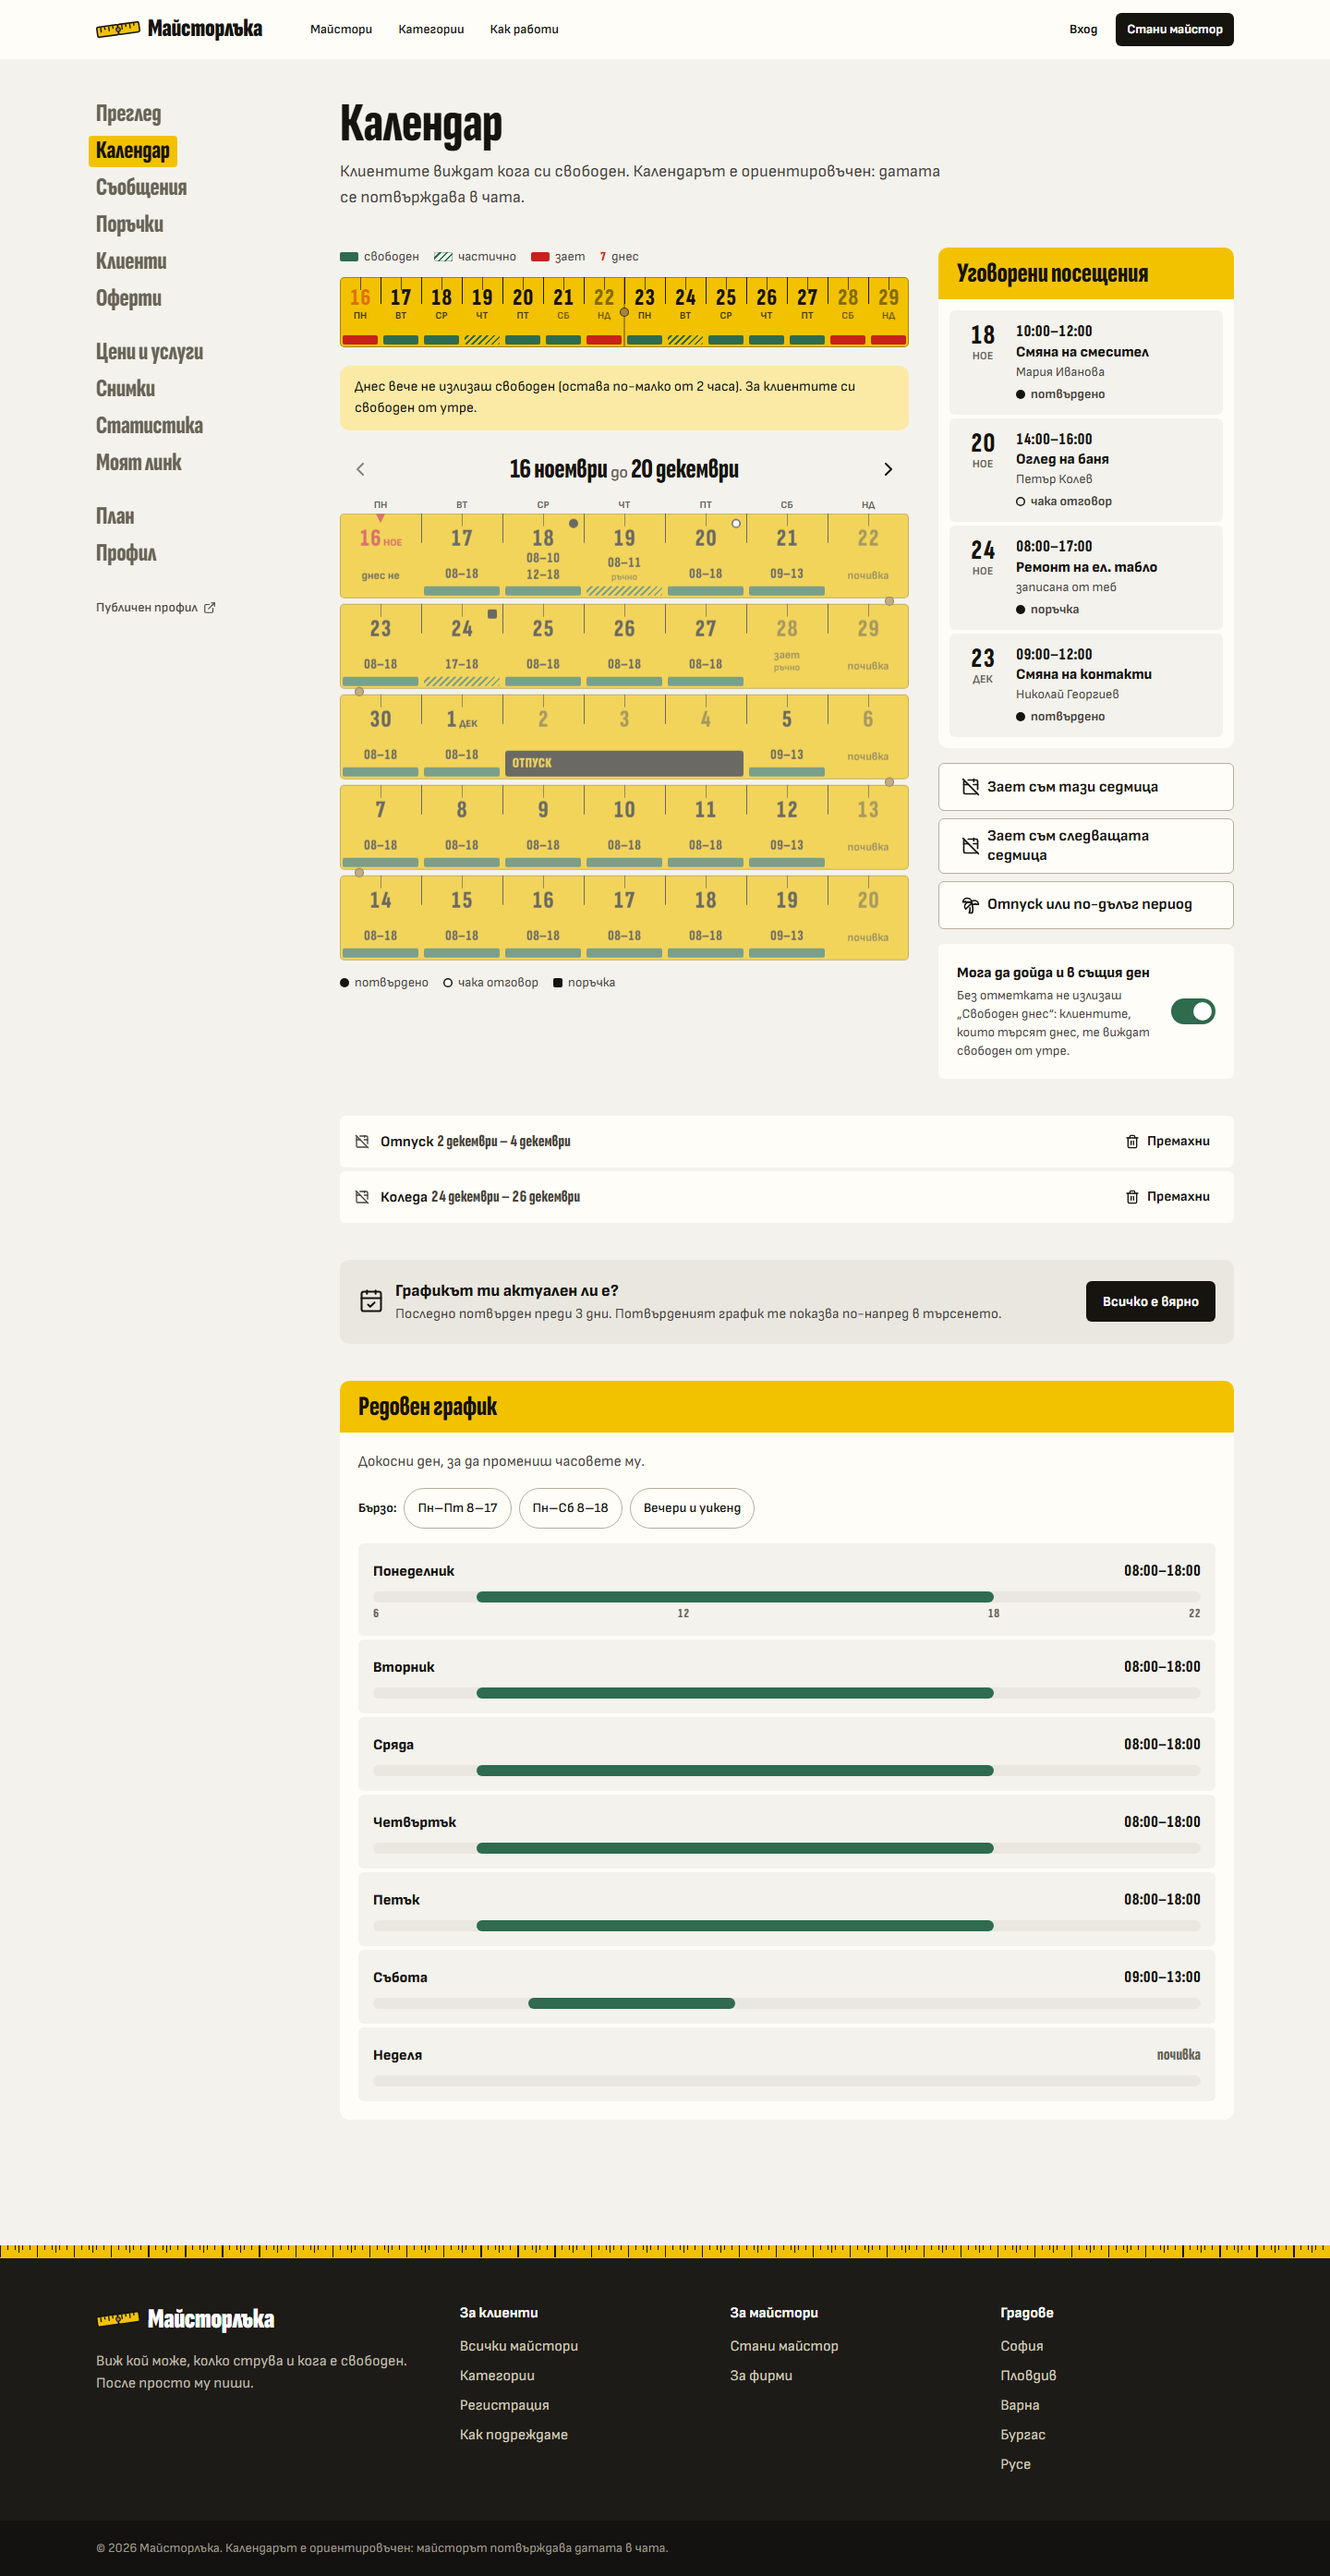 Майсторлъка
Майстори Категории Как работи
Вход Стани майстор
Преглед
Календар
Съобщения
Поръчки
Клиенти
Оферти
Цени и услуги
Снимки
Статистика
Моят линк
План
Профил
Публичен профил
Календар
Клиентите виждат кога си свободен. Календарът е ориентировъчен: датата
се потвърждава в чата.
свободен частично зает 7 днес
16 17 18 19 20 21 22 23 24 25 26 27 28 29
ПН ВТ СР ЧТ ПТ СБ НД ПН ВТ СР ЧТ ПТ СБ НД
Днес вече не излизаш свободен (остава по-малко от 2 часа). За клиентите си
свободен от утре.
16 ноември до 20 декември
ПН ВТ СР ЧТ ПТ СБ НД
16 НОЕ 17 18 19 20 21 22
днес не 08–18 08–10 12–18 08–11 ръчно 08–18 09–13 почивка
23 24 25 26 27 28 29
08–18 17–18 08–18 08–18 08–18 зает ръчно почивка
30 1 ДЕК 2 3 4 5 6
08–18 08–18 ОТПУСК 09–13 почивка
7 8 9 10 11 12 13
08–18 08–18 08–18 08–18 08–18 09–13 почивка
14 15 16 17 18 19 20
08–18 08–18 08–18 08–18 08–18 09–13 почивка
потвърдено чака отговор поръчка
Уговорени посещения
18 НОЕ
10:00–12:00
Смяна на смесител
Мария Иванова
потвърдено
20 НОЕ
14:00–16:00
Оглед на баня
Петър Колев
чака отговор
24 НОЕ
08:00–17:00
Ремонт на ел. табло
записана от теб
поръчка
23 ДЕК
09:00–12:00
Смяна на контакти
Николай Георгиев
потвърдено
Зает съм тази седмица
Зает съм следващата
седмица
Отпуск или по-дълъг период
Мога да дойда и в същия ден
Без отметката не излизаш
„Свободен днес“: клиентите,
които търсят днес, те виждат
свободен от утре.
Отпуск 2 декември – 4 декември Премахни
Коледа 24 декември – 26 декември Премахни
Графикът ти актуален ли е?
Последно потвърден преди 3 дни. Потвърденият график те показва по-напред в търсенето.
Всичко е вярно
Редовен график
Докосни ден, за да промениш часовете му.
Бързо: Пн–Пт 8–17 Пн–Сб 8–18 Вечери и уикенд
Понеделник 08:00–18:00
6 12 18 22
Вторник 08:00–18:00
Сряда 08:00–18:00
Четвъртък 08:00–18:00
Петък 08:00–18:00
Събота 09:00–13:00
Неделя почивка
Майсторлъка
Виж кой може, колко струва и кога е свободен.
После просто му пиши.
За клиенти
Всички майстори
Категории
Регистрация
Как подреждаме
За майстори
Стани майстор
За фирми
Градове
София
Пловдив
Варна
Бургас
Русе
© 2026 Майсторлъка. Календарът е ориентировъчен: майсторът потвърждава датата в чата.